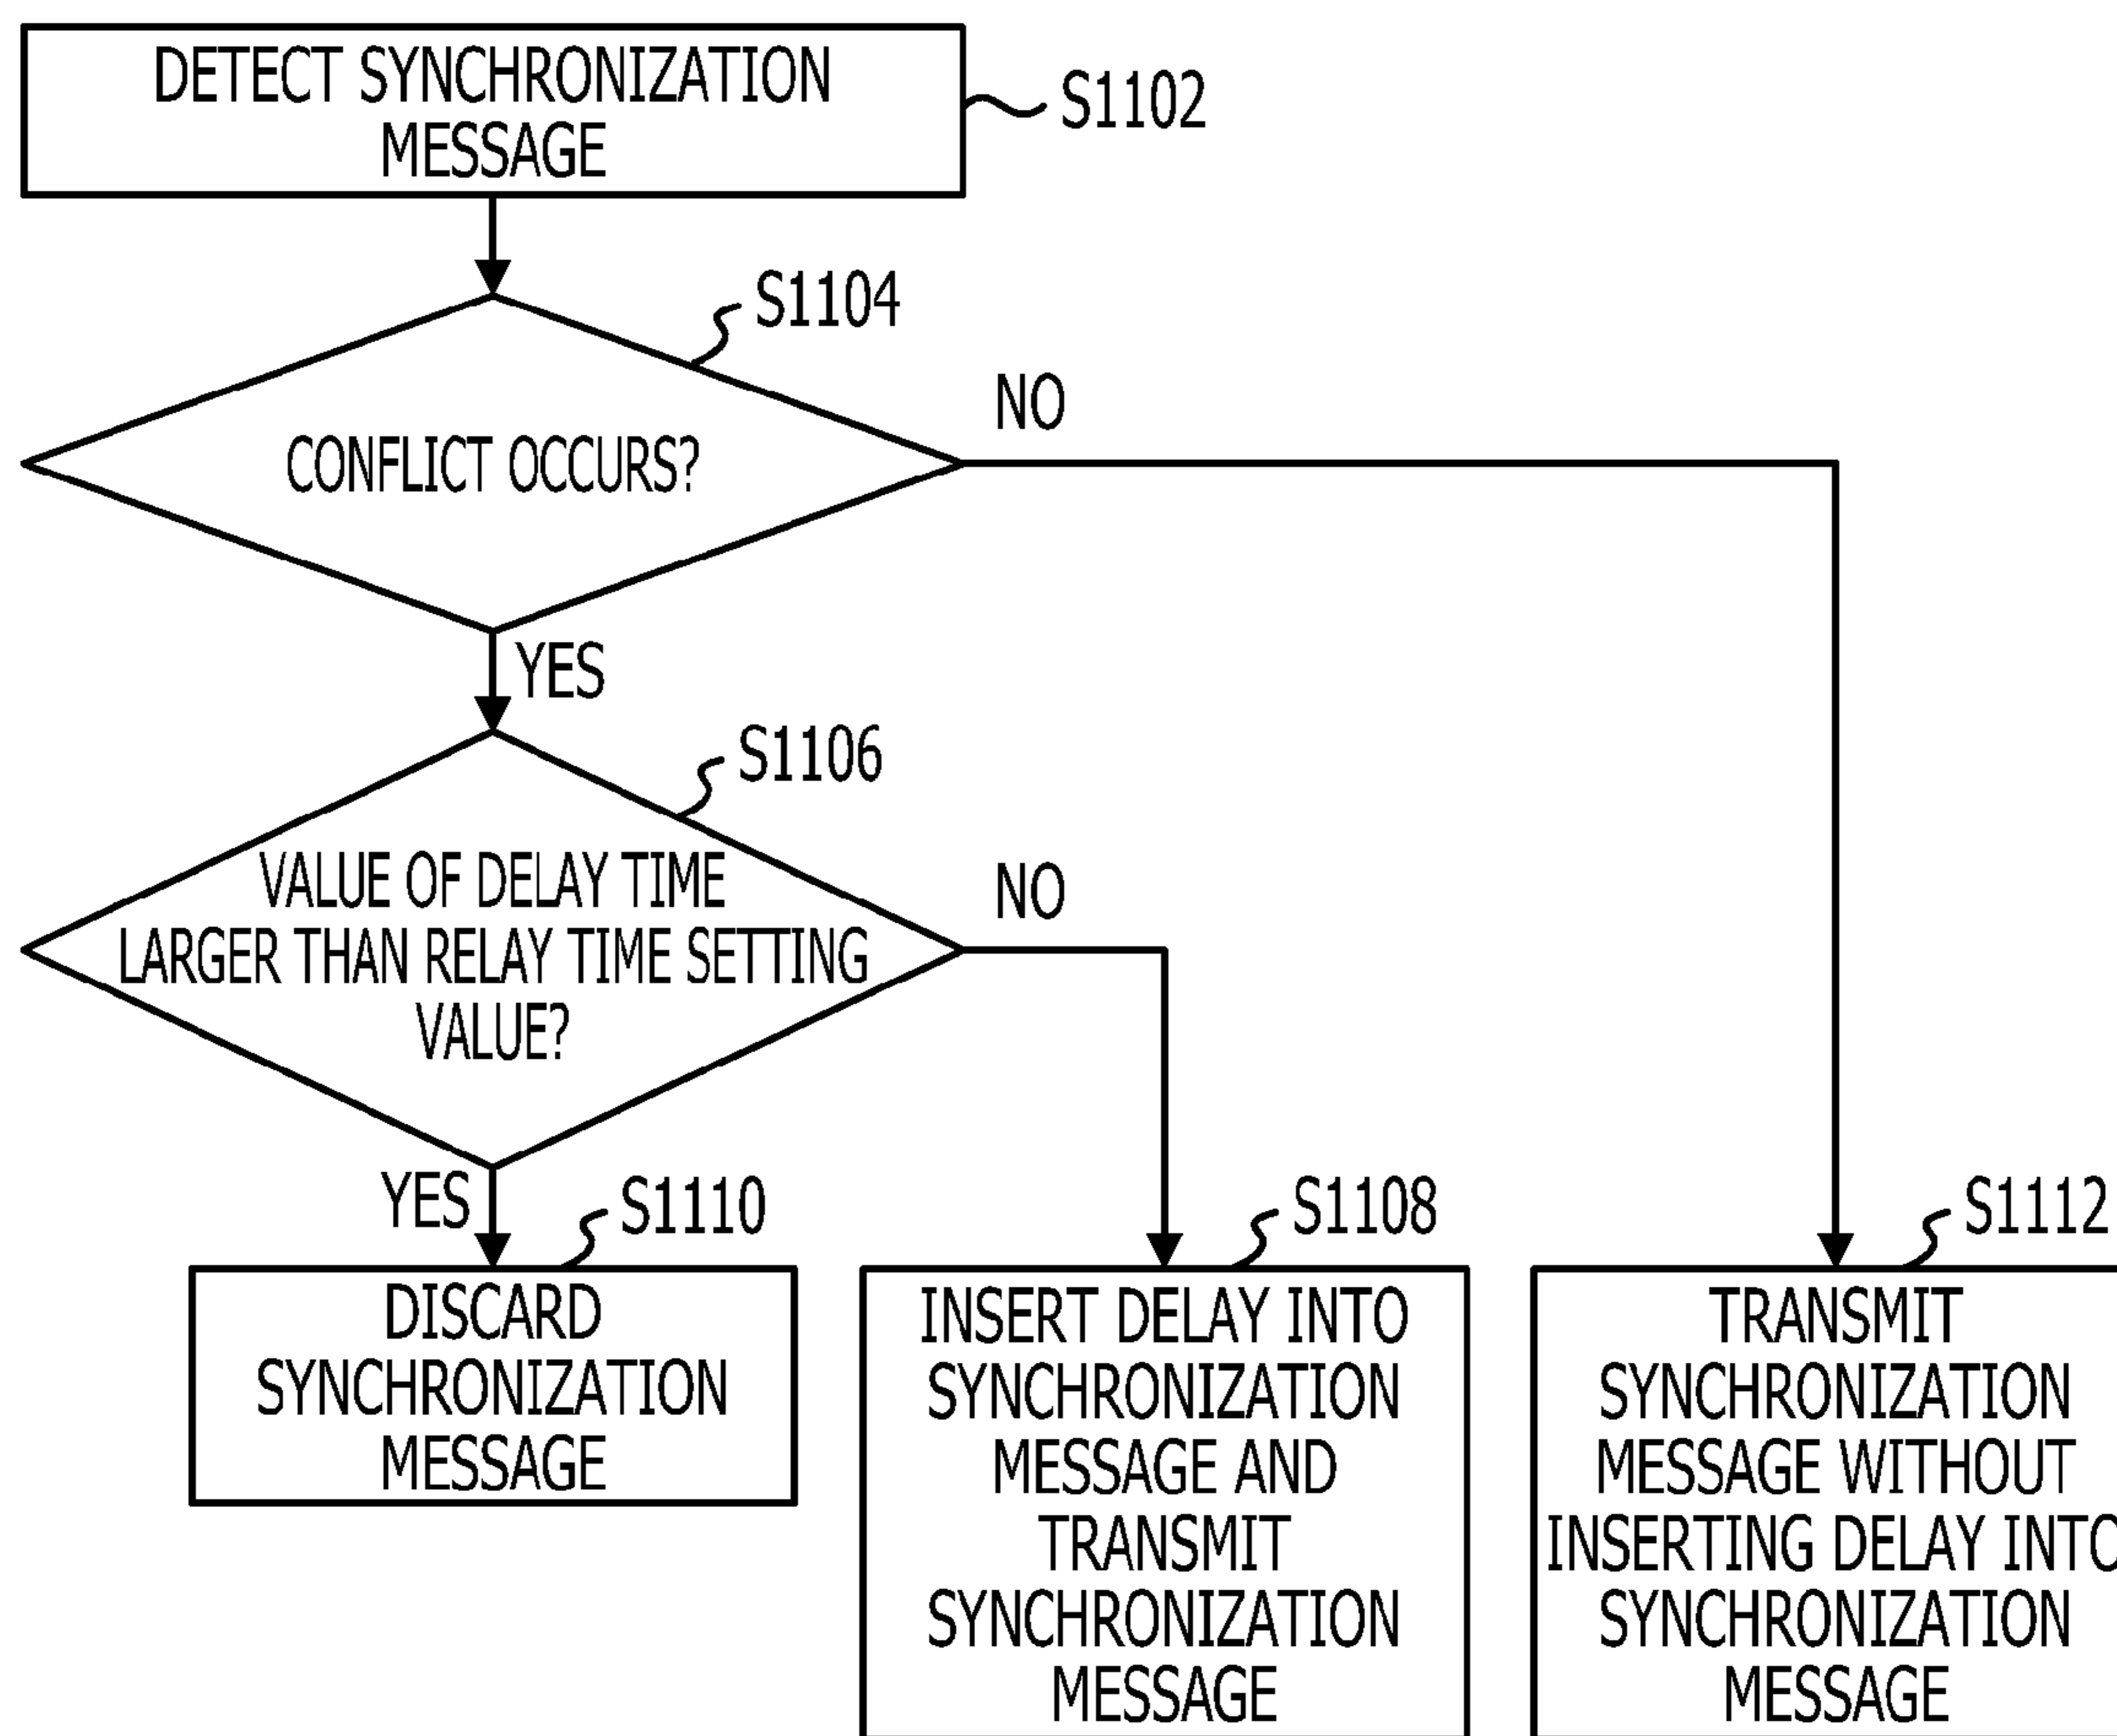 DETECT SYNCHRONIZATION
MESSAGE
S1102
S1104
NO
CONFLICT OCCURS?
YES
S1106
NO
VALUE OF DELAY TIME
LARGER THAN RELAY TIME SETTING
VALUE?
YES
S1110
S1108
S1112
DISCARD
SYNCHRONIZATION
MESSAGE
INSERT DELAY INTO
SYNCHRONIZATION
MESSAGE AND
TRANSMIT
SYNCHRONIZATION
MESSAGE
TRANSMIT
SYNCHRONIZATION
MESSAGE WITHOUT
INSERTING DELAY INTO
SYNCHRONIZATION
MESSAGE